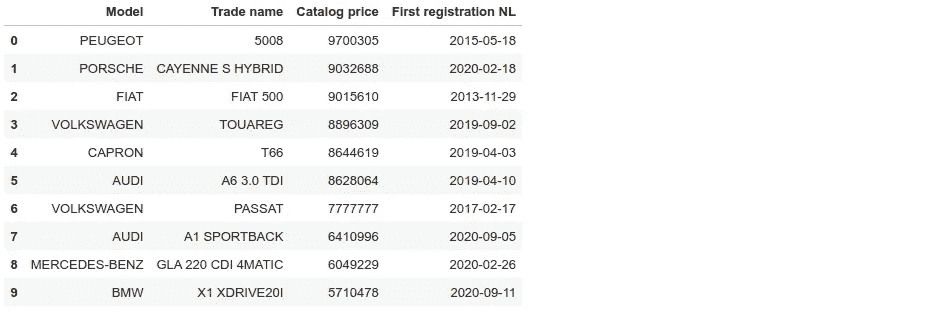 Model Trade name Catalog price First registration NL
0 PEUGEOT 5008 9700305 2015-05-18
1 PORSCHE CAYENNE S HYBRID 9032688 2020-02-18
2 FIAT FIAT 500 9015610 2013-11-29
3 VOLKSWAGEN TOUAREG 8896309 2019-09-02
4 CAPRON T66 8644619 2019-04-03
5 AUDI A6 3.0 TDI 8628064 2019-04-10
6 VOLKSWAGEN PASSAT 7777777 2017-02-17
7 AUDI A1 SPORTBACK 6410996 2020-09-05
8 MERCEDES-BENZ GLA 220 CDI 4MATIC 6049229 2020-02-26
9 BMW X1 XDRIVE20I 5710478 2020-09-11